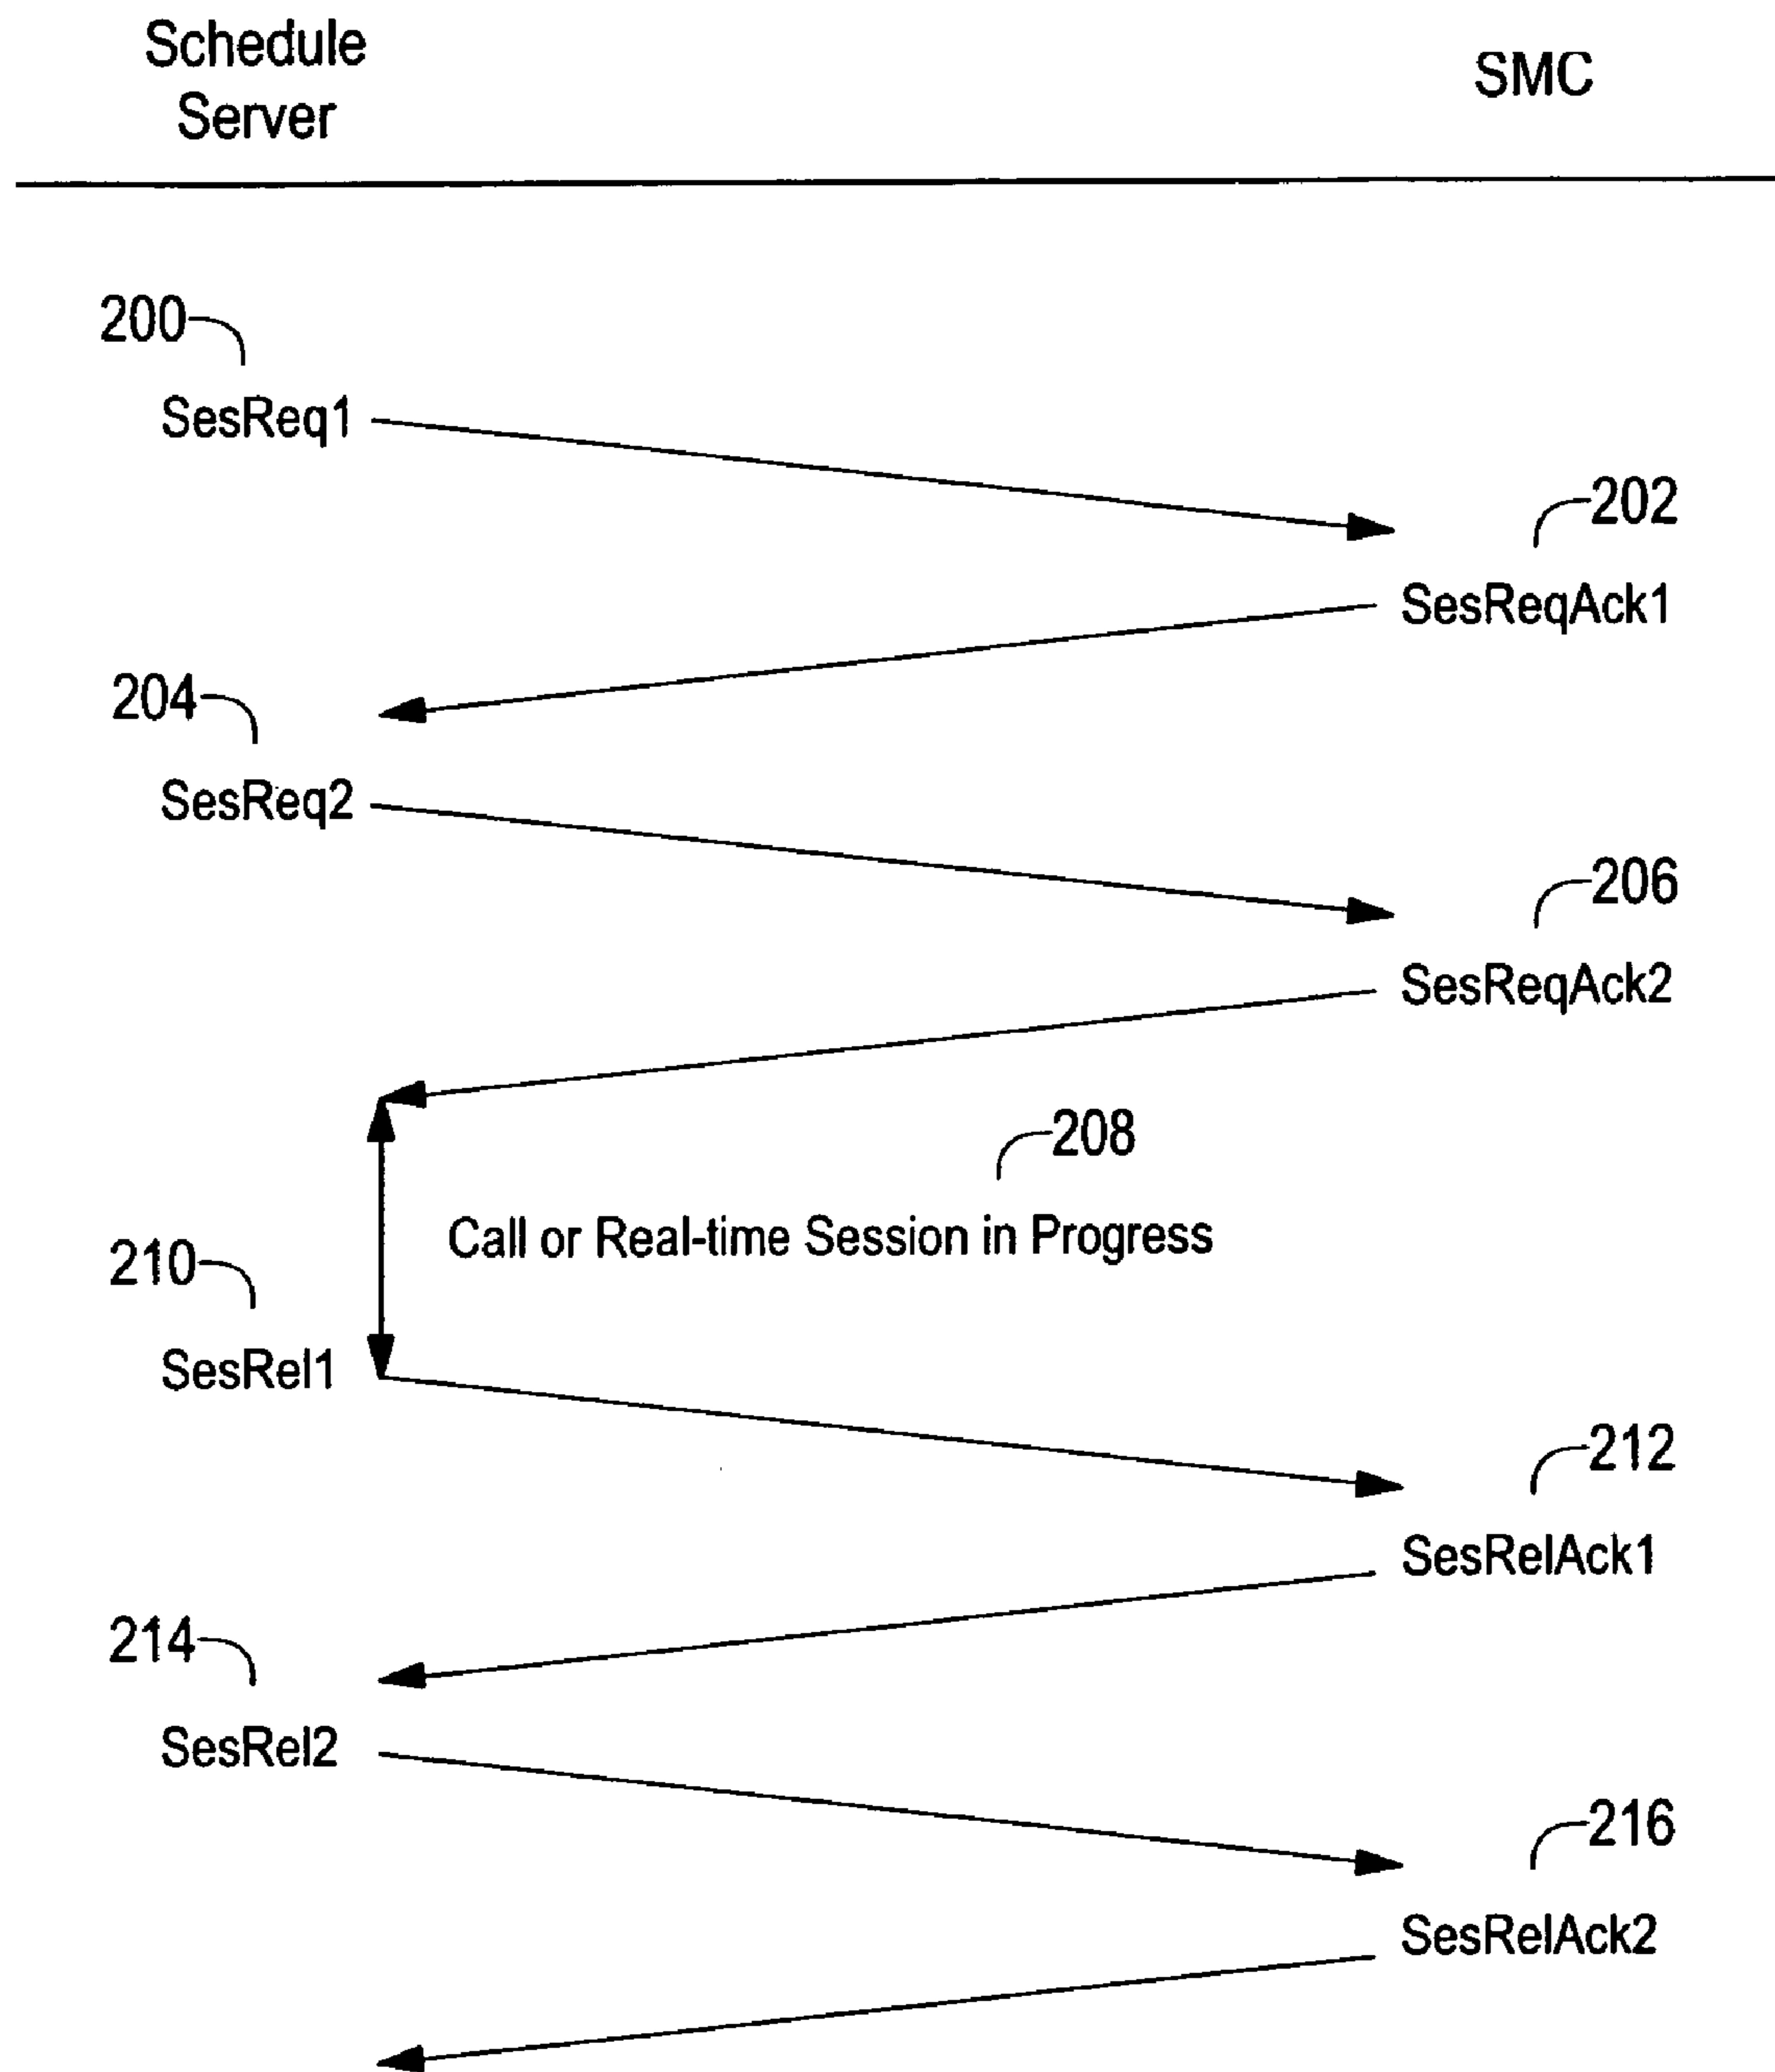 Schedule
Server
SMC
200
SesReq1
202
SesReqAck1
204
SesReq2
206
SesReqAck2
208
Call or Real-time Session in Progress
210
SesRel1
212
SesRelAck1
214
SesRel2
216
SesRelAck2